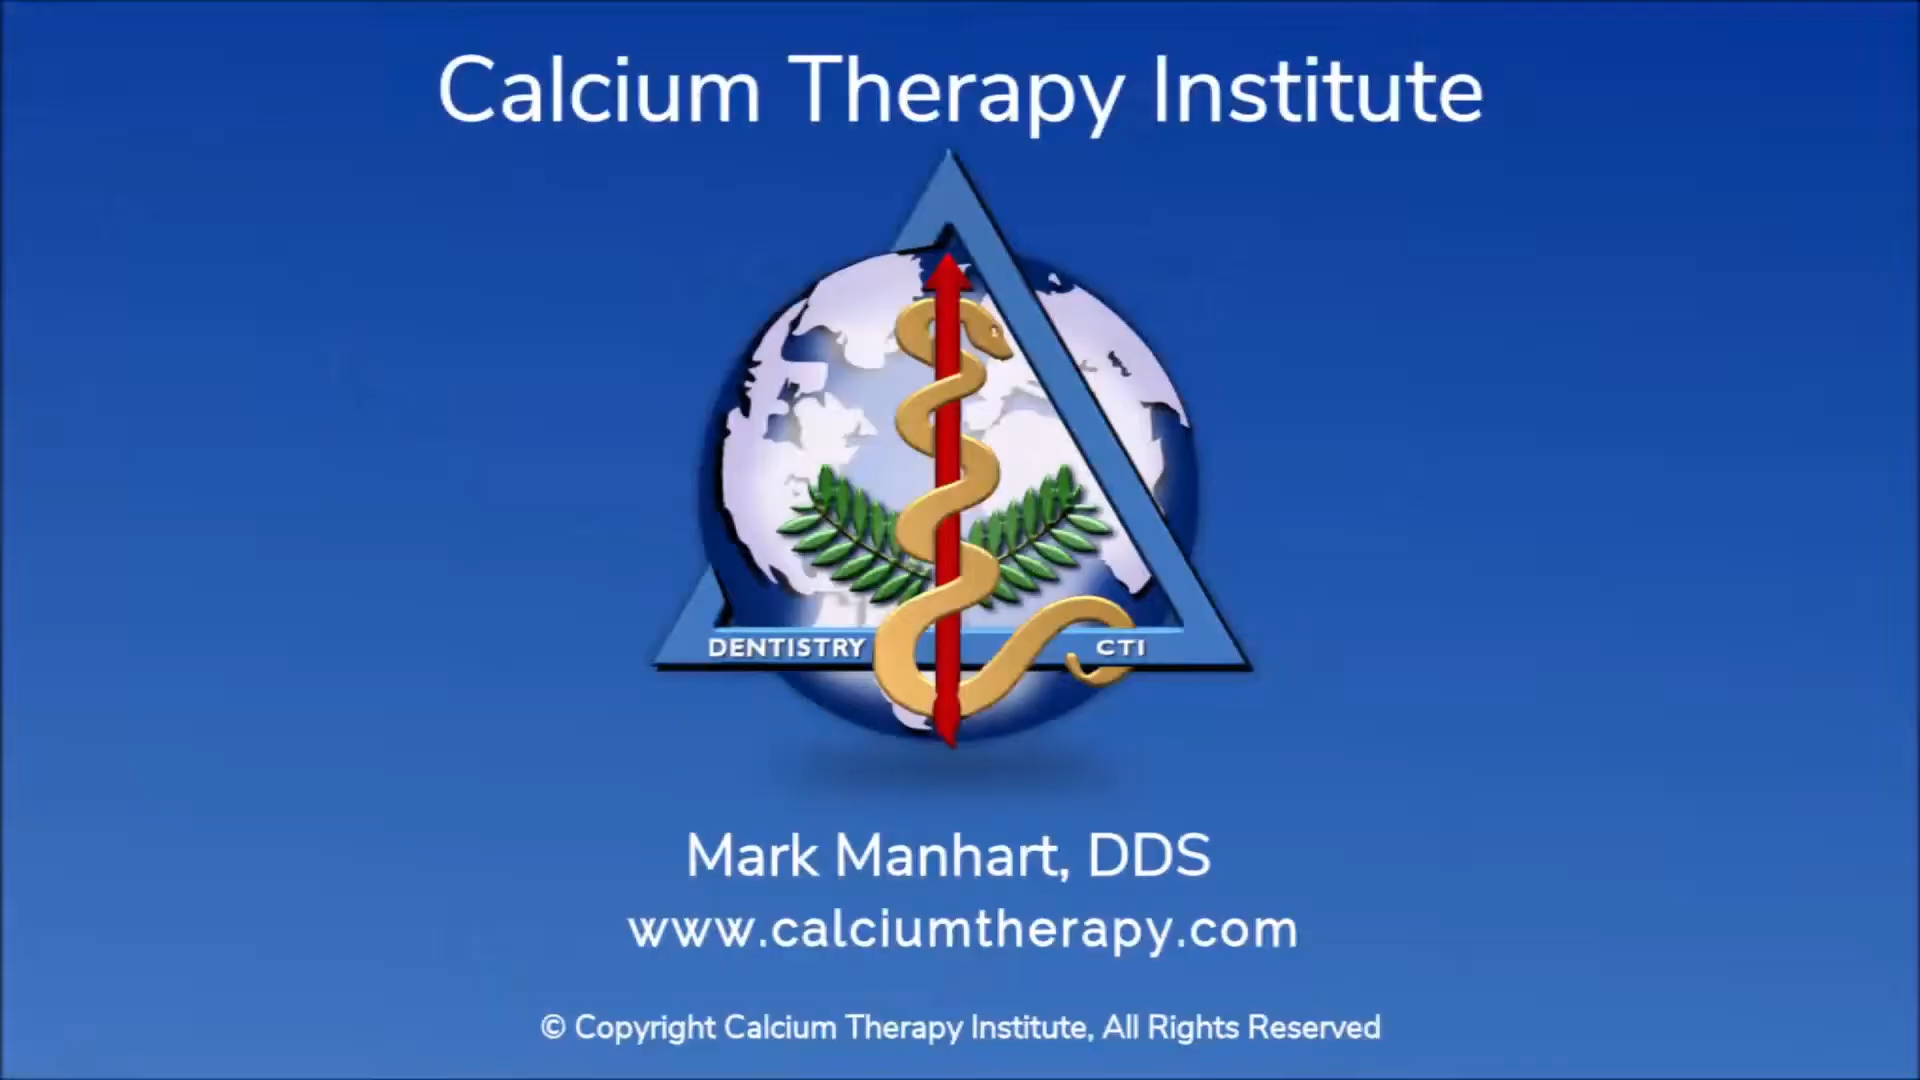 Calcium Therapy Institute
DENTISTRY CTI
Mark Manhart, DDS
www.calciumtherapy.com
© Copyright Calcium Therapy Institute, All Rights Reserved